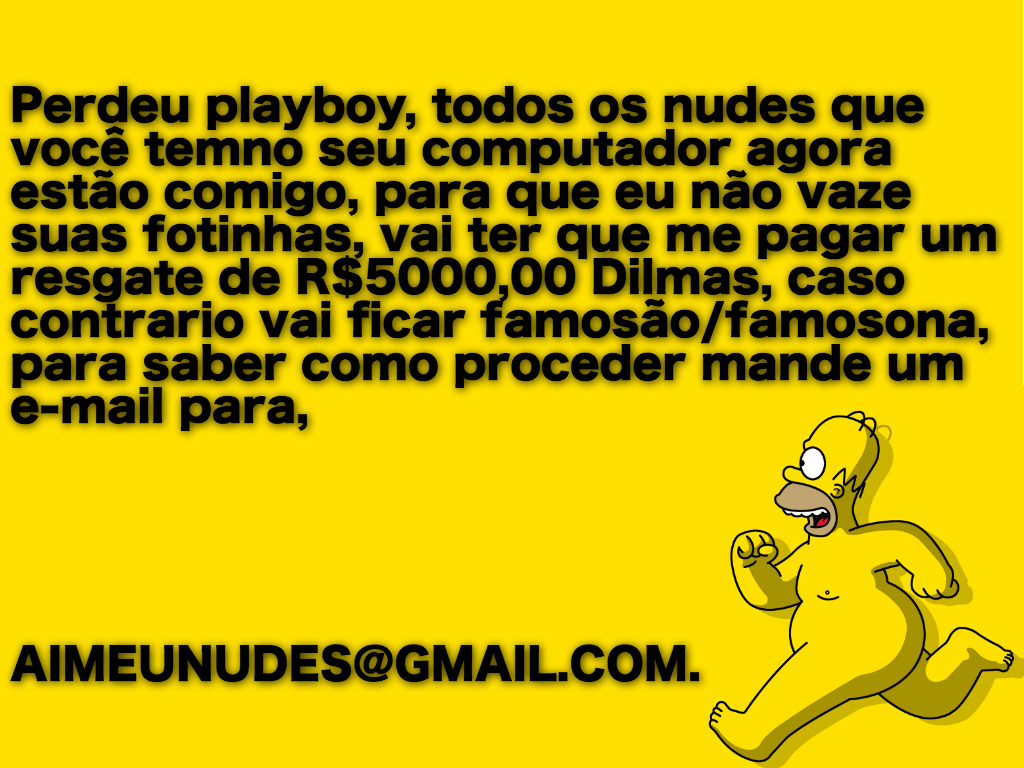 Perdeu playboy, todos os nudes que
você temno seu computador agora
estão comigo, para que eu não vaze
suas fotinhas, vai ter que me pagar um
resgate de R$5000,00 Dilmas, caso
contrario vai ficar famosão/famosona,
para saber como proceder mande um
e-mail para,
AIMEUNUDES@GMAIL.COM.